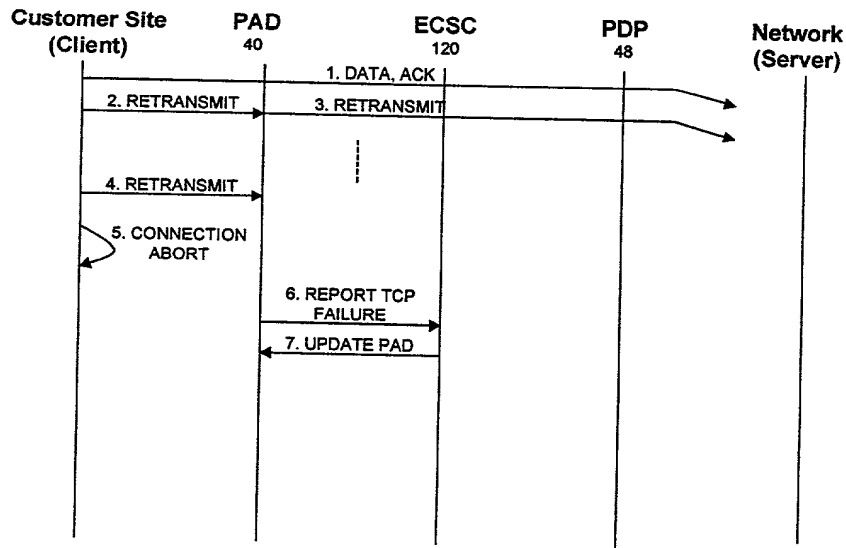 Customer Site
(Client)
PAD
40
ECSC
120
PDP
48
Network
(Server)
1. DATA, ACK
2. RETRANSMIT
3. RETRANSMIT
4. RETRANSMIT
5. CONNECTION
ABORT
6. REPORT TCP
FAILURE
7. UPDATE PAD